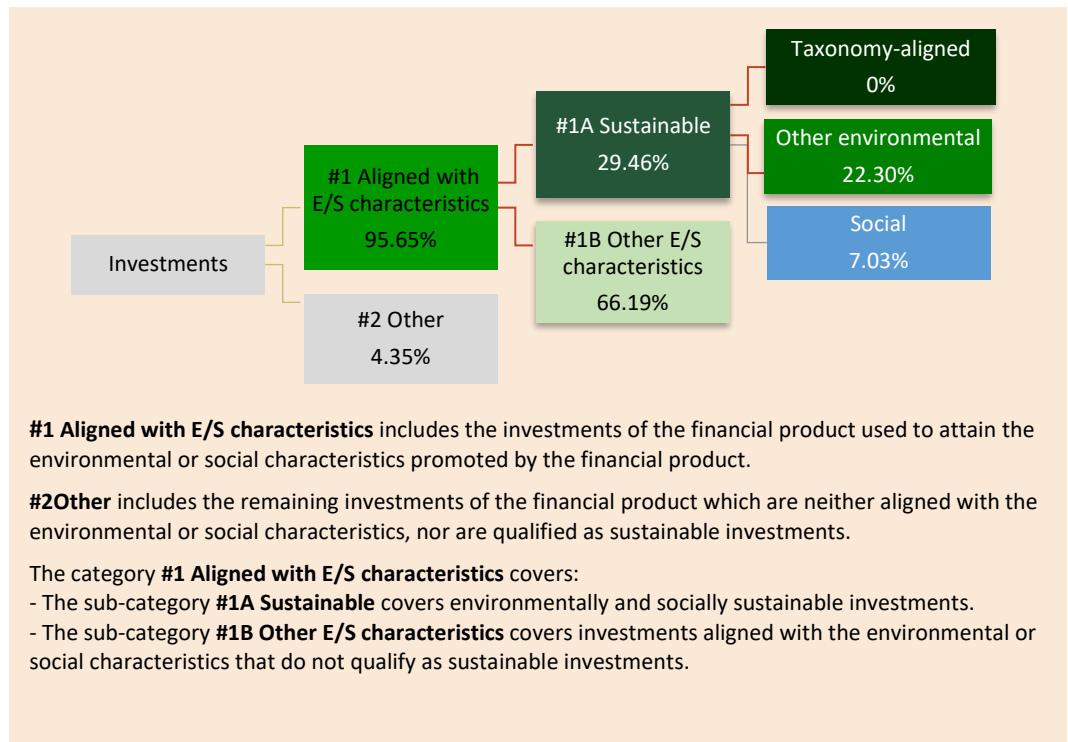 Investments
#1 Aligned with
E/S characteristics
95.65%
#2 Other
4.35%
#1A Sustainable
29.46%
#1B Other E/S
characteristics
66.19%
Taxonomy-aligned
0%
Other environmental
22.30%
Social
7.03%
#1 Aligned with E/S characteristics includes the investments of the financial product used to attain the
environmental or social characteristics promoted by the financial product.
#2Other includes the remaining investments of the financial product which are neither aligned with the
environmental or social characteristics, nor are qualified as sustainable investments.
The category #1 Aligned with E/S characteristics covers:
- The sub-category #1A Sustainable covers environmentally and socially sustainable investments.
- The sub-category #1B Other E/S characteristics covers investments aligned with the environmental or
social characteristics that do not qualify as sustainable investments.